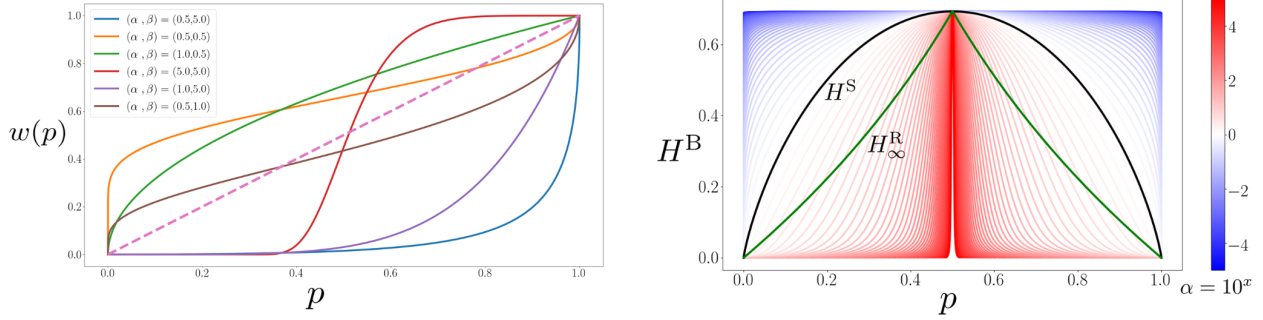 1.0
0.8
0.6
0.4
0.2
0.0
w(p)
(α ,β) = (0.5,5.0)
(α ,β) = (0.5,0.5)
(α ,β) = (1.0,0.5)
(α ,β) = (5.0,5.0)
(α ,β) = (1.0,5.0)
(α ,β) = (0.5,1.0)
0.0 0.2 0.4 0.6 0.8 1.0
p
0.6
0.4
0.2
0.0
H^B
H^S
H^R_∞
0.0 0.2 0.4 0.6 0.8 1.0
p
4
2
0
−2
−4
α = 10^x